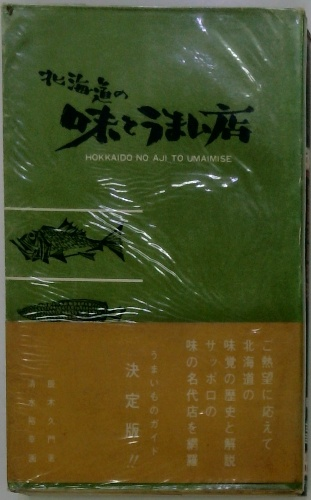 北海道の
味とうまい店
HOKKAIDO NO AJI TO UMAIMISE
ご熱望に応えて
北海道の
味覚の歴史と解説
サッポロの
味の名代店を網羅
うまいものガイド
決定版!!